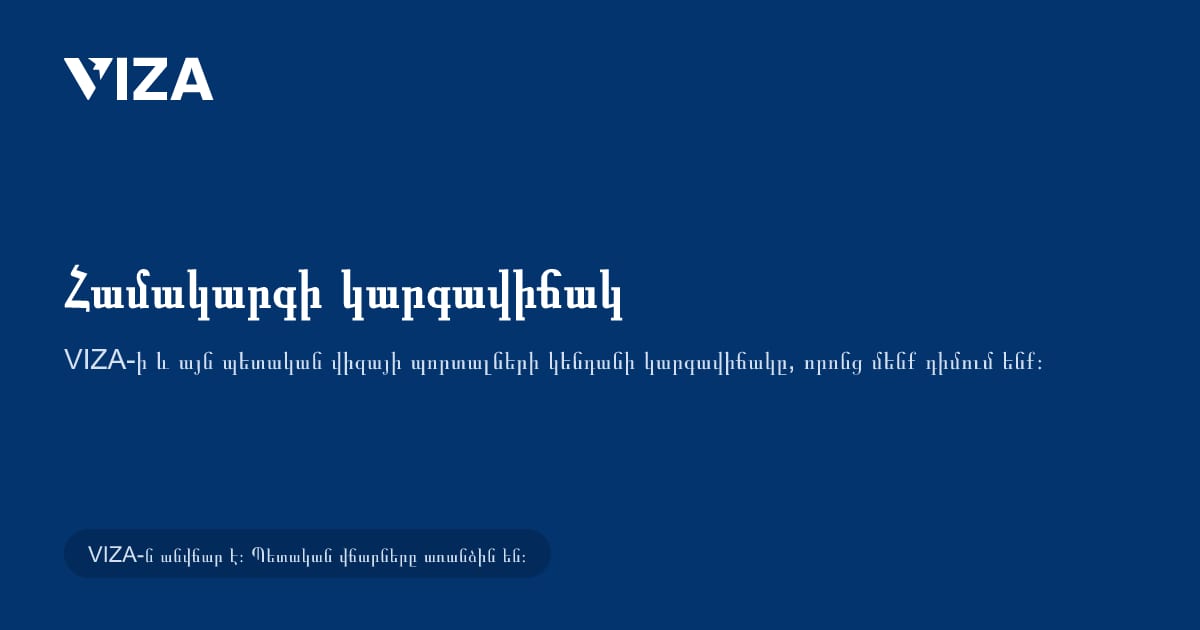 VIZA
Համակարգի կարգավիճակ
VIZA-ի և այն պետական վիզայի պորտալների կենդանի կարգավիճակը, որոնց մենք դիմում ենք։
VIZA-ն անվճար է։ Պետական վճարները առանձին են։